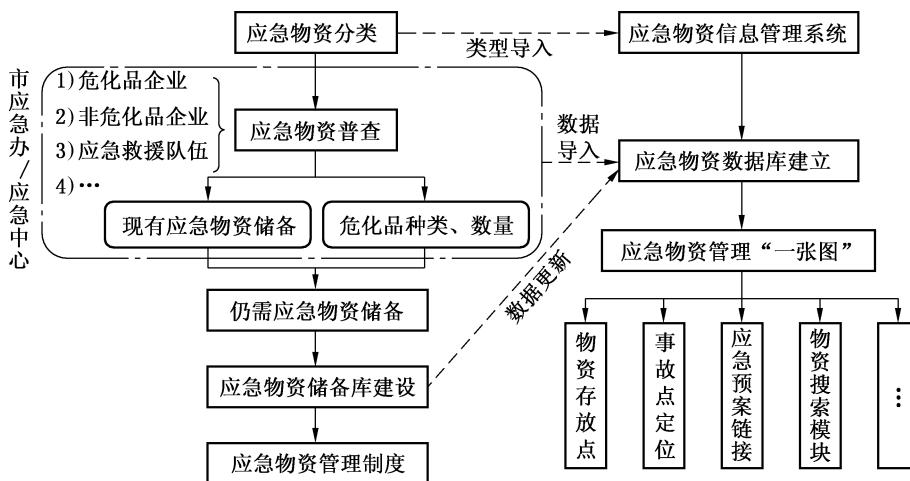 应急物资分类
类型导入
应急物资信息管理系统
市应急办/应急中心
1)危化品企业
2)非危化品企业
3)应急救援队伍
4)…
应急物资普查
数据
导入
应急物资数据库建立
现有应急物资储备
危化品种类、数量
应急物资管理“一张图”
数据更新
仍需应急物资储备
应急物资储备库建设
应急物资管理制度
物资存放点
事故点定位
应急预案链接
物资搜索模块
…